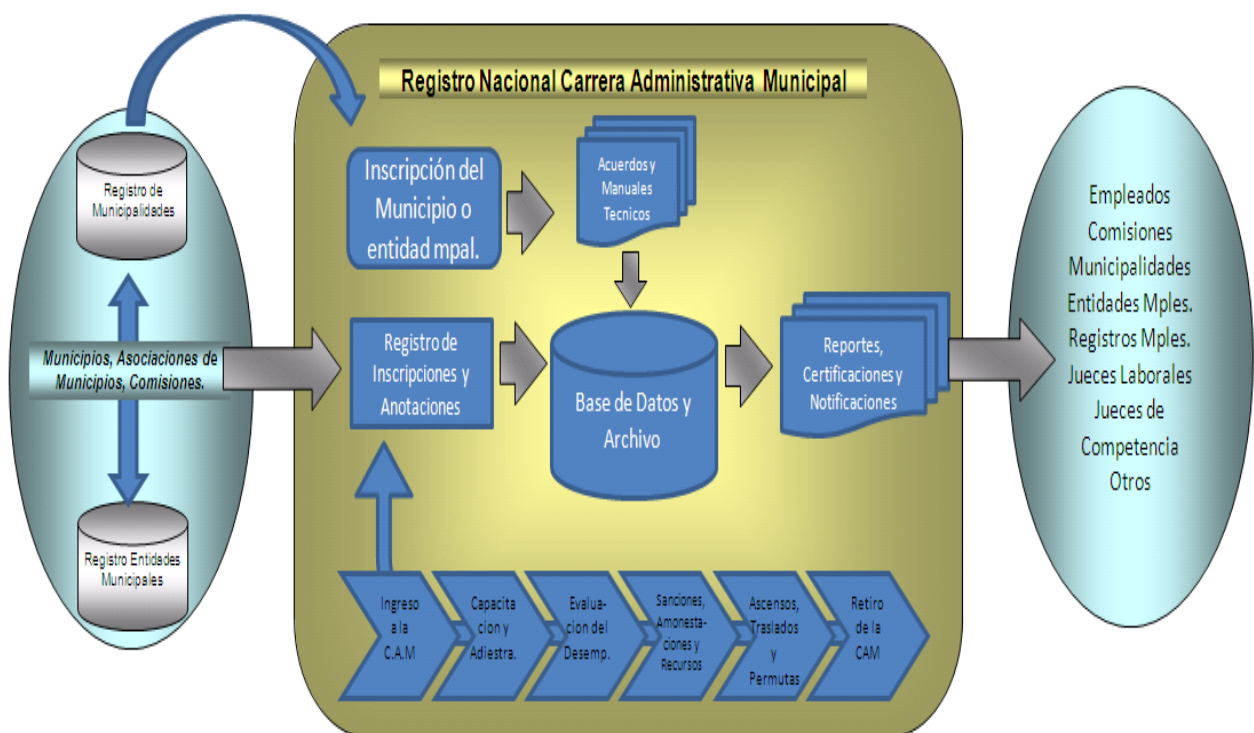 Registro Nacional Carrera Administrativa Municipal
Registro de
Municipalidades
Municipios, Asociaciones de
Municipios, Comisiones.
Registro Entidades
Municipales
Inscripción del
Municipio o
entidad mpal.
Acuerdos y
Manuales
Tecnicos
Registro de
Inscripciones y
Anotaciones
Base de Datos y
Archivo
Reportes,
Certificaciones y
Notificaciones
Ingreso
a la
C.A.M
Capacita
cion y
Adiestra.
Evalua-
cion del
Desemp.
Sanciones,
Amonesta-
ciones y
Recursos
Ascensos,
Traslados
y
Permutas
Retiro
de la
CAM
Empleados
Comisiones
Municipalidades
Entidades Mples.
Registros Mples.
Jueces Laborales
Jueces de
Competencia
Otros